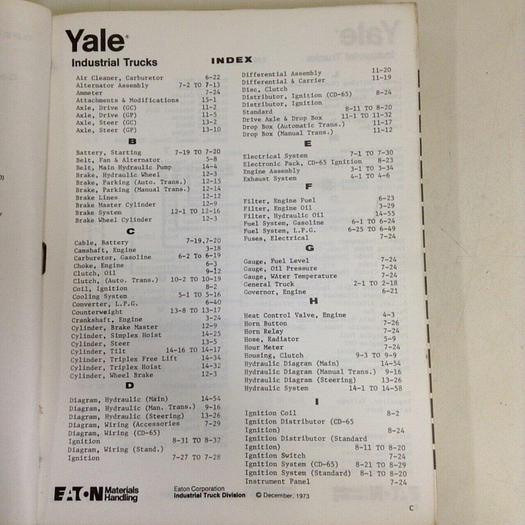 Yale®
Industrial Trucks
INDEX
Air Cleaner, Carburetor 6-22
Alternator Assembly 7-2 TO 7-13
Ammeter 7-24
Attachments & Modifications 15-1
Axle, Drive (GC) 11-2
Axle, Drive (GP) 11-5
Axle, Steer (GC) 13-2
Axle, Steer (GP) 13-10
B
Battery, Starting 7-19 TO 7-20
Belt, Fan & Alternator 5-8
Belt, Main Hydraulic Pump 14-4
Brake, Hydraulic Wheel 12-3
Brake, Parking (Auto. Trans.) 12-15
Brake, Parking (Manual Trans.) 12-14
Brake Lines 12-12
Brake Master Cylinder 12-9
Brake System 12-1 TO 12-16
Brake Wheel Cylinder 12-3
C
Cable, Battery 7-19,7-20
Camshaft, Engine 3-18
Carburetor, Gasoline 6-2 To 6-19
Choke, Engine 6-3
Clutch, Oil 9-12
Clutch, (Auto. Trans.) 10-2 TO 10-19
Coil, Ignition 8-2
Cooling System 5-1 TO 5-16
Converter, L.P.G. 6-40
Counterweight 13-8 TO 13-17
Crankshaft, Engine 3-24
Cylinder, Brake Master 12-9
Cylinder, Simplex Hoist 14-25
Cylinder, Steer 13-5
Cylinder, Tilt 14-16 TO 14-17
Cylinder, Triplex Free Lift 14-34
Cylinder, Triplex Hoist 14-32
Cylinder, Wheel Brake 12-3
D
Diagram, Hydraulic (Main) 14-54
Diagram, Hydraulic (Man. Trans.) 9-16
Diagram, Hydraulic (Steering) 13-26
Diagram, Wiring (Accessories 7-29
Diagram, Wiring (CD-65)
Ignition 8-31 TO 8-32
Diagram, Wiring (Stand.)
Ignition 7-27 TO 7-28
Differential Assembly 11-20
Differential & Carrier 11-19
Disc, Clutch
Distributor, Ignition (CD-65) 8-24
Distributor, Ignition
Standard 8-11 TO 8-20
Drive Axle & Drop Box 11-1 TO 11-32
Drop Box (Automatic Trans.) 11-17
Drop Box (Manual Trans.) 11-12
E
Electrical System 7-1 TO 7-30
Electronic Pack, CD-65 Ignition 8-23
Engine Assembly 3-1 TO 3-34
Exhaust System 4-1 TO 4-6
F
Filter, Engine Fuel 6-23
Filter, Engine Oil 3-29
Filter, Hydraulic Oil 14-55
Fuel System, Gasoline 6-1 TO 6-24
Fuel System, L.P.G. 6-25 TO 6-49
Fuses, Electrical 7-24
G
Gauge, Fuel Level 7-24
Gauge, Oil Pressure 7-24
Gauge, WAter Temperature 7-24
General Truck 2-1 TO 2-18
Governor, Engine 6-21
H
Heat Control Valve, Engine 4-3
Horn Button 7-26
Horn Relay 7-24
Hose, Radiator 5-9
Hour Meter 7-24
Housing, Clutch 9-3 TO 9-9
Hydraulic Diagram (Main) 14-54
Hydraulic Diagram (Manual Trans.) 9-16
Hydraulic Diagram (Steering) 13-26
Hydraulic System 14-1 TO 14-58
I
Ignition Coil 8-2
Ignition Distributor (CD-65
Ignition) 8-24
Ignition Distributor (Standard
Ignition) 8-11 TO 8-20
Ignition Switch 7-24
Ignition System (CD-65) 8-21 TO 8-29
Ignition System (Standard) 8-1 TO 8-20
Instrument Panel 7-24
EATON Materials Handling
Eaton Corporation
Industrial Truck Division
© December, 1973
C